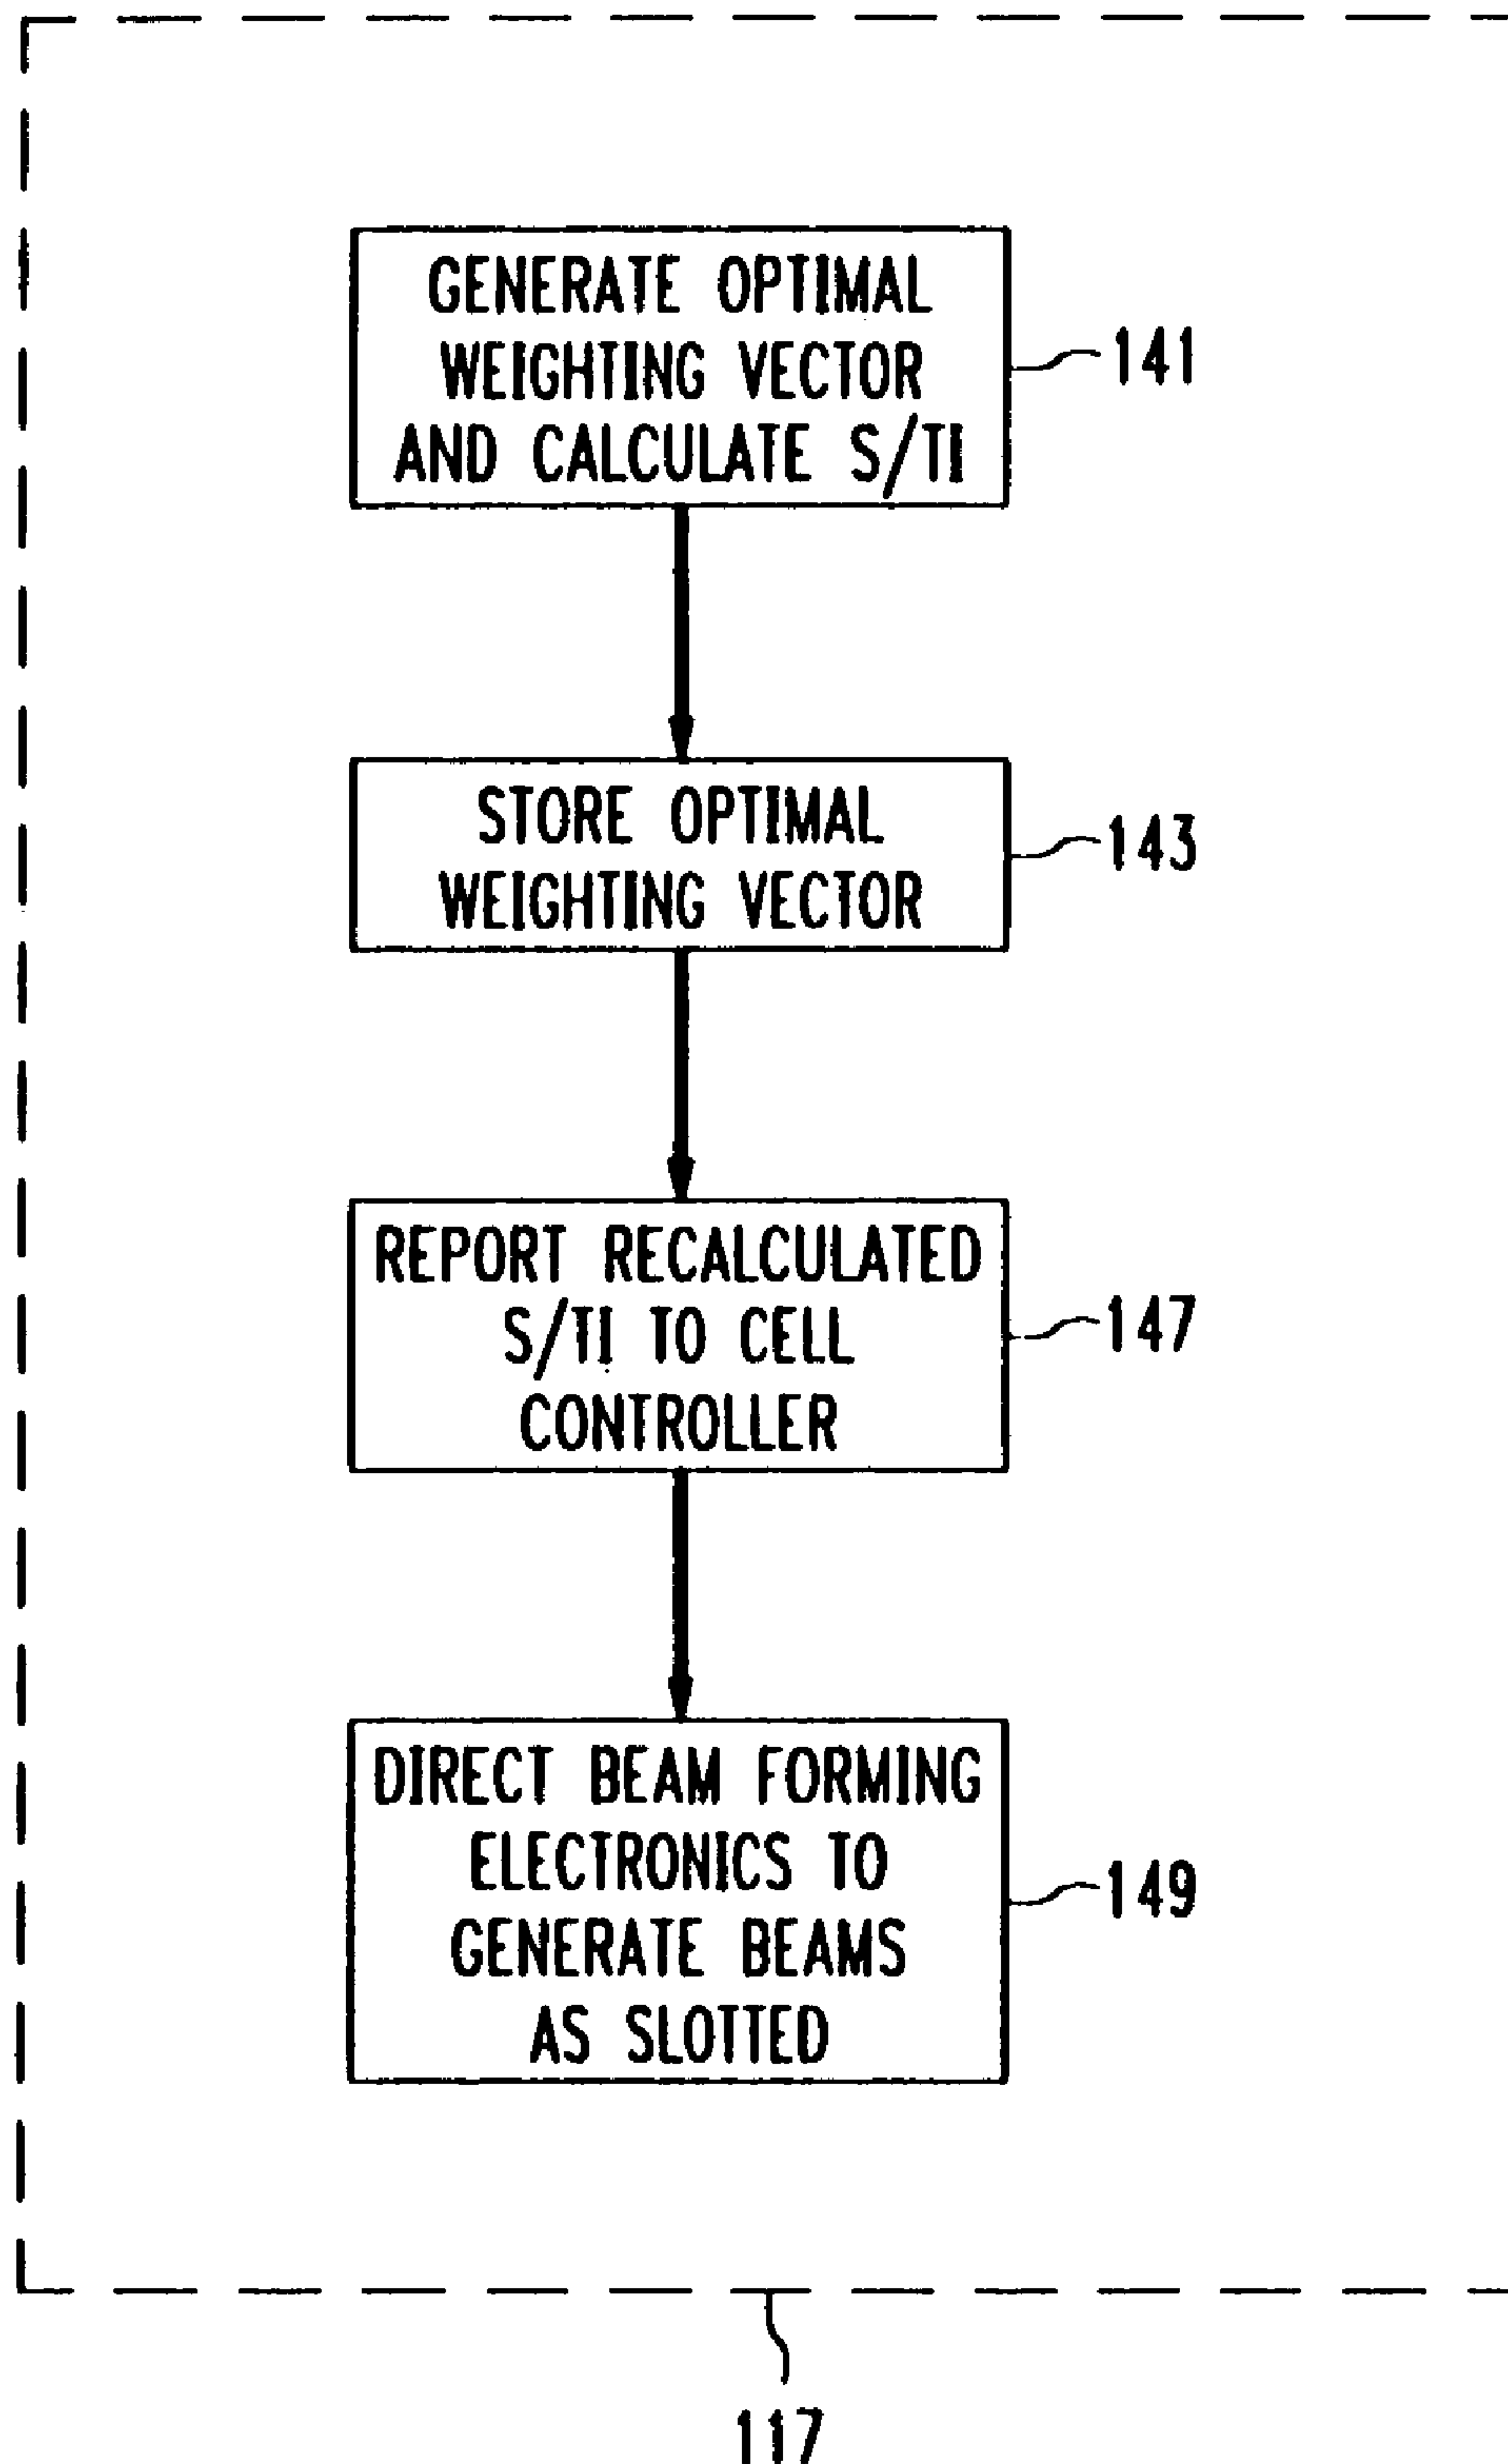 GENERATE OPTIMAL
WEIGHTING VECTOR
AND CALCULATE S/TI
141
STORE OPTIMAL
WEIGHTING VECTOR
143
REPORT RECALCULATED
S/TI TO CELL
CONTROLLER
147
DIRECT BEAM FORMING
ELECTRONICS TO
GENERATE BEAMS
AS SLOTTED
149
117